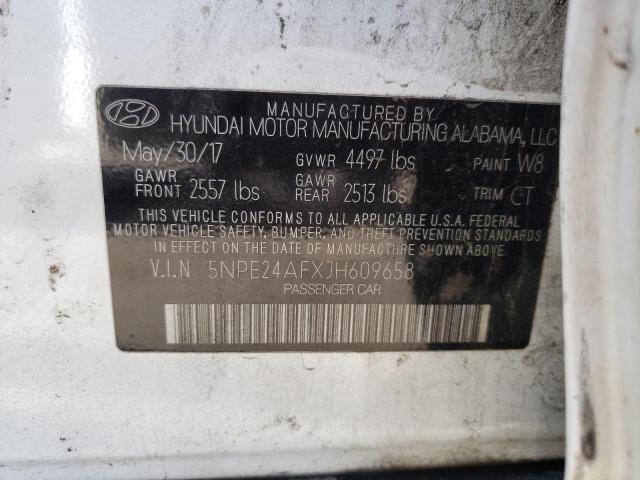 MANUFACTURED BY
HYUNDAI MOTOR MANUFACTURING ALABAMA, LLC
May/30/17 GVWR 4497 lbs PAINT W8
GAWR FRONT 2557 lbs GAWR REAR 2513 lbs TRIM CT
THIS VEHICLE CONFORMS TO ALL APPLICABLE U.S.A. FEDERAL
MOTOR VEHICLE SAFETY, BUMPER, AND THEFT PREVENTION STANDARDS
IN EFFECT ON THE DATE OF MANUFACTURE SHOWN ABOVE
V.I.N 5NPE24AFXJH609658
PASSENGER CAR